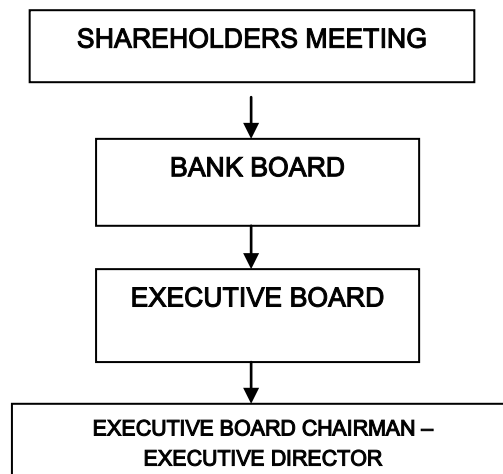 SHAREHOLDERS MEETING
BANK BOARD
EXECUTIVE BOARD
EXECUTIVE BOARD CHAIRMAN –
EXECUTIVE DIRECTOR